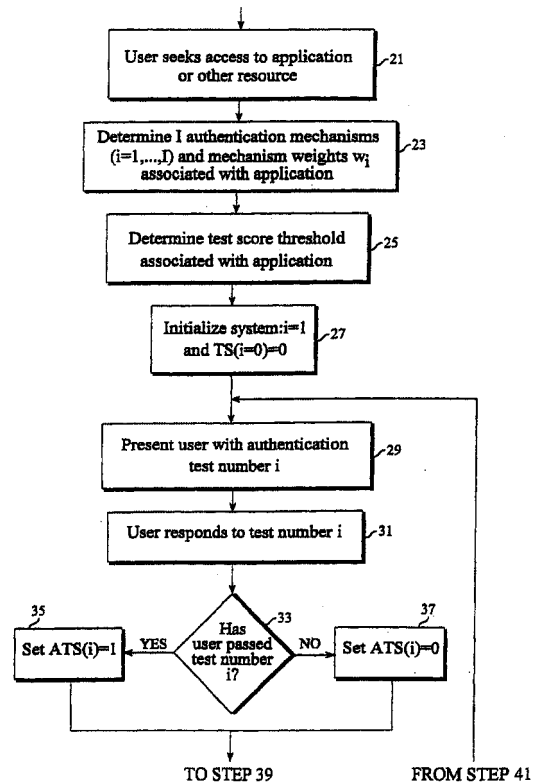 User seeks access to application
or other resource
21
Determine I authentication mechanisms
(i=1,...,I) and mechanism weights wi
associated with application
23
Determine test score threshold
associated with application
25
Initialize system:i=1
and TS(i=0)=0
27
Present user with authentication
test number i
29
User responds to test number i
31
33
Has
user passed
test number
i?
35
YES
Set ATS(i)=1
37
NO
Set ATS(i)=0
TO STEP 39
FROM STEP 41